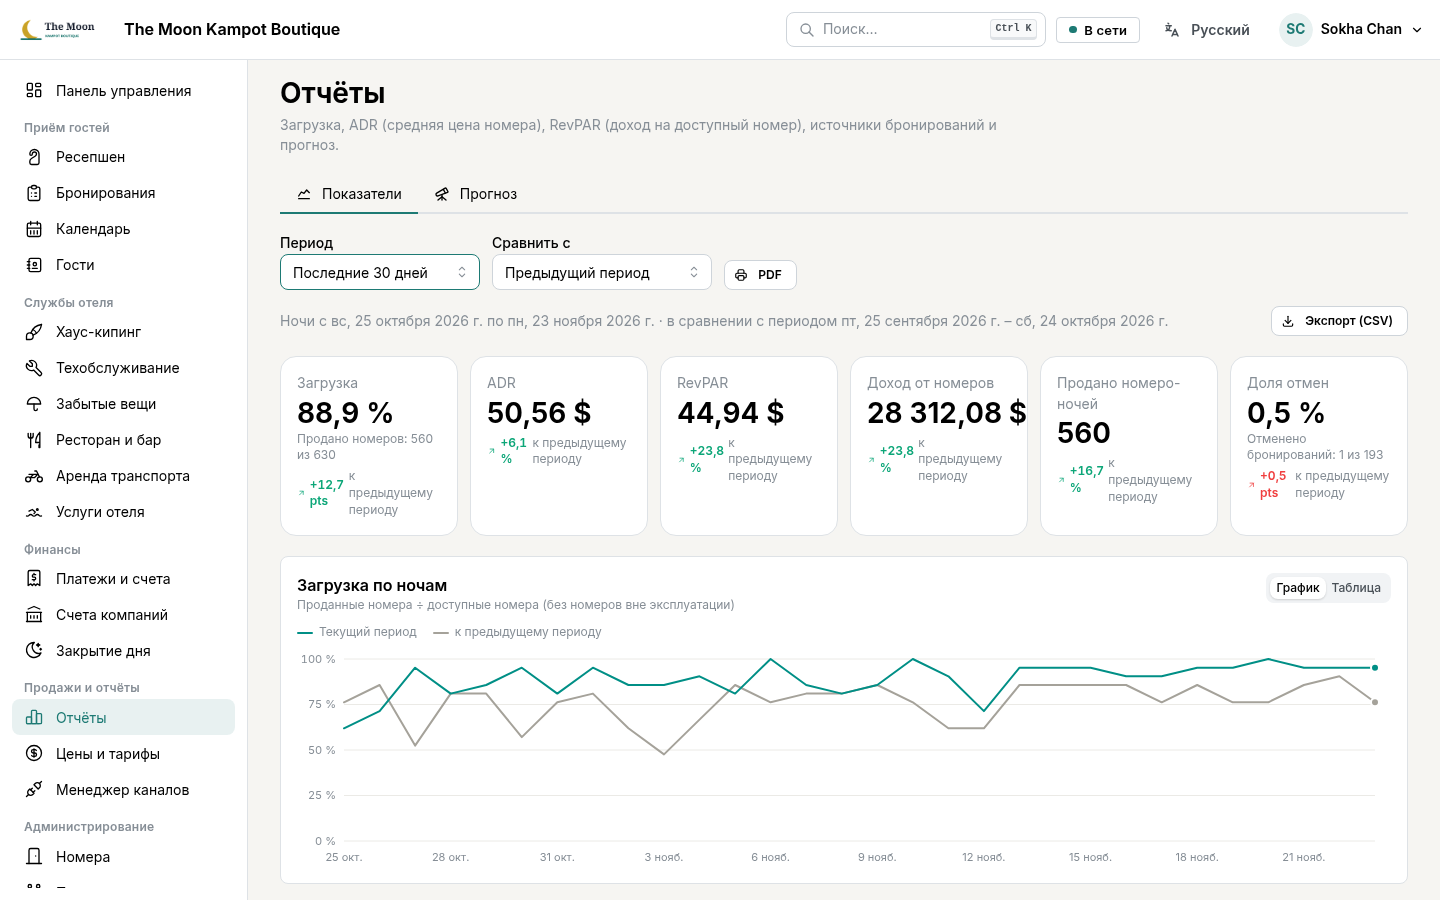 The Moon
KAMPOT BOUTIQUE
The Moon Kampot Boutique
Поиск...
Ctrl K
В сети
Русский
SC
Sokha Chan
Панель управления
Приём гостей
Ресепшен
Бронирования
Календарь
Гости
Службы отеля
Хаус-кипинг
Техобслуживание
Забытые вещи
Ресторан и бар
Аренда транспорта
Услуги отеля
Финансы
Платежи и счета
Счета компаний
Закрытие дня
Продажи и отчёты
Отчёты
Цены и тарифы
Менеджер каналов
Администрирование
Номера
Отчёты
Загрузка, ADR (средняя цена номера), RevPAR (доход на доступный номер), источники бронирований и
прогноз.
Показатели
Прогноз
Период
Сравнить с
Последние 30 дней
Предыдущий период
PDF
Ночи с вс, 25 октября 2026 г. по пн, 23 ноября 2026 г. · в сравнении с периодом пт, 25 сентября 2026 г. – сб, 24 октября 2026 г.
Экспорт (CSV)
Загрузка
88,9 %
Продано номеров: 560
из 630
+12,7
pts
к
предыдущему
периоду
ADR
50,56 $
+6,1
%
к предыдущему
периоду
RevPAR
44,94 $
+23,8
%
к
предыдущему
периоду
Доход от номеров
28 312,08 $
+23,8
%
к
предыдущему
периоду
Продано номеро-
ночей
560
+16,7
%
к
предыдущему
периоду
Доля отмен
0,5 %
Отменено
бронирований: 1 из 193
+0,5
pts
к предыдущему
периоду
Загрузка по ночам
Проданные номера ÷ доступные номера (без номеров вне эксплуатации)
График
Таблица
Текущий период
к предыдущему периоду
100 %
75 %
50 %
25 %
0 %
25 окт.
28 окт.
31 окт.
3 нояб.
6 нояб.
9 нояб.
12 нояб.
15 нояб.
18 нояб.
21 нояб.